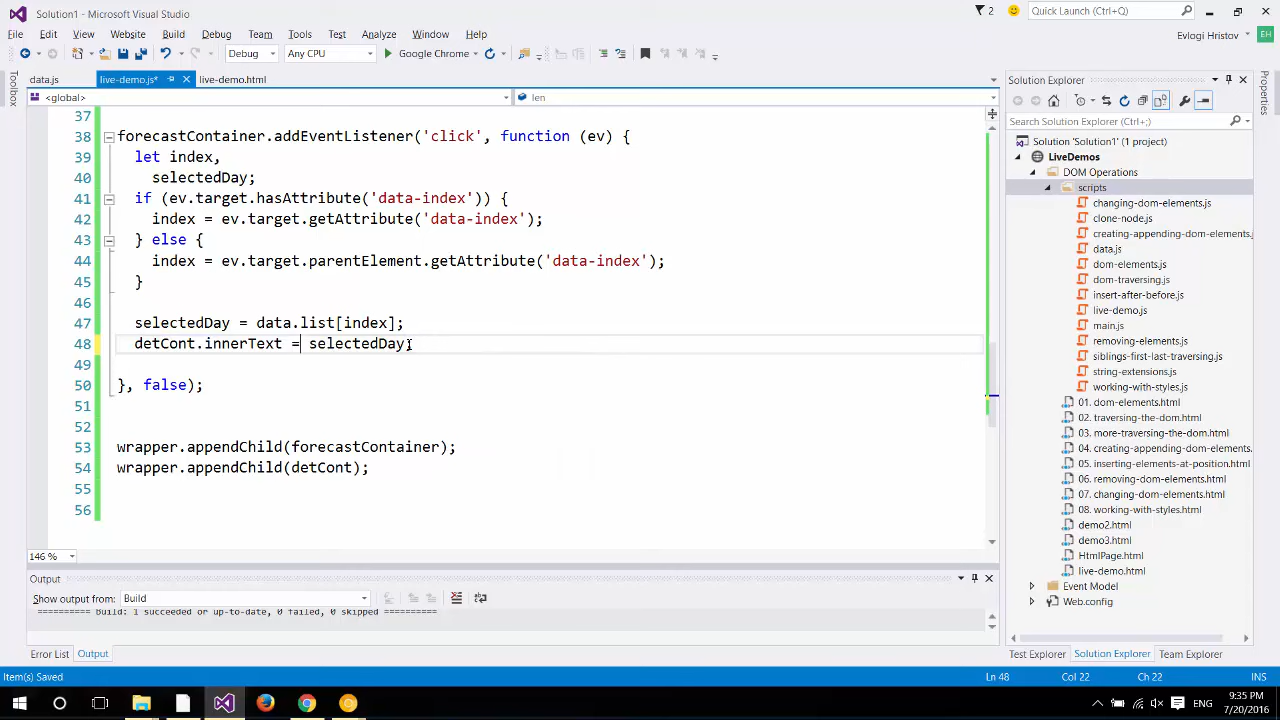 Solution1 - Microsoft Visual Studio
2
Quick Launch (Ctrl+Q)
File Edit View Website Build Debug Team Tools Test Analyze Window Help
Evlogi Hristov EH
Debug Any CPU Google Chrome
Toolbox
data.js live-demo.js* live-demo.html
<global> len
37
38 forecastContainer.addEventListener('click', function (ev) {
39 let index,
40 selectedDay;
41 if (ev.target.hasAttribute('data-index')) {
42 index = ev.target.getAttribute('data-index');
43 } else {
44 index = ev.target.parentElement.getAttribute('data-index');
45 }
46
47 selectedDay = data.list[index];
48 detCont.innerText = selectedDay;
49
50 }, false);
51
52
53 wrapper.appendChild(forecastContainer);
54 wrapper.appendChild(detCont);
55
56
146 %
Output
Show output from: Build
========== Build: 1 succeeded or up-to-date, 0 failed, 0 skipped ==========
Error List Output
Solution Explorer
Properties
Search Solution Explorer (Ctrl+;)
Solution 'Solution1' (1 project)
LiveDemos
DOM Operations
scripts
changing-dom-elements.js
clone-node.js
creating-appending-dom-elements.
data.js
dom-elements.js
dom-traversing.js
insert-after-before.js
live-demo.js
main.js
removing-elements.js
siblings-first-last-traversing.js
string-extensions.js
working-with-styles.js
01. dom-elements.html
02. traversing-the-dom.html
03. more-traversing-the-dom.html
04. creating-appending-dom-elements
05. inserting-elements-at-position.html
06. removing-dom-elements.html
07. changing-dom-elements.html
08. working-with-styles.html
demo2.html
demo3.html
HtmlPage.html
live-demo.html
Event Model
Web.config
Test Explorer Solution Explorer Team Explorer
Item(s) Saved Ln 48 Col 22 Ch 22 INS
ENG 9:35 PM
7/20/2016